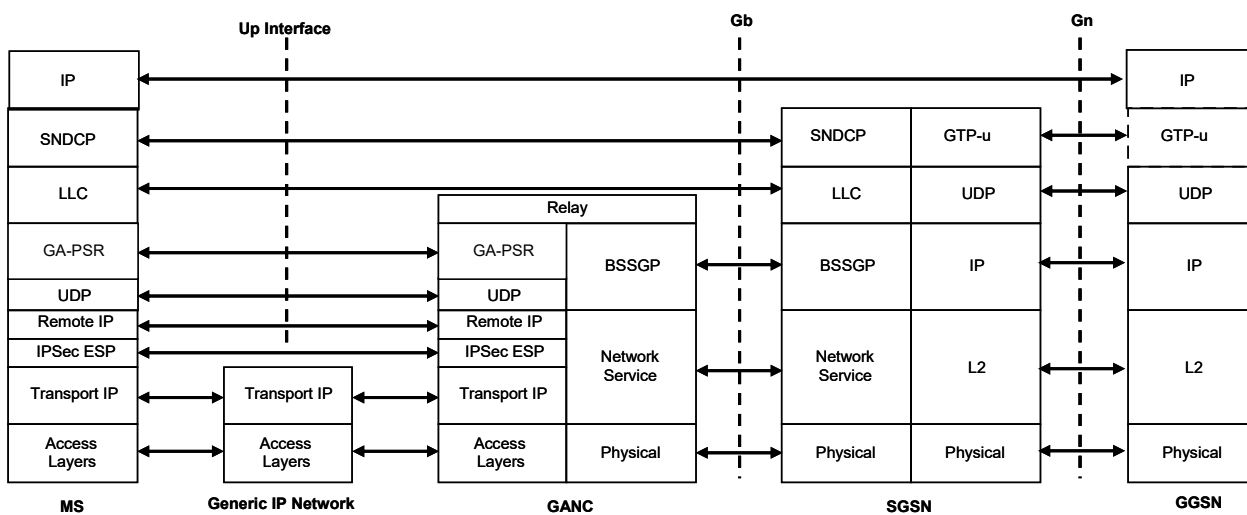 Up Interface
Gb
Gn
IP
IP
SNDCP
SNDCP
GTP-u
GTP-u
LLC
LLC
UDP
UDP
Relay
GA-PSR
GA-PSR
BSSGP
BSSGP
IP
IP
UDP
UDP
Remote IP
Remote IP
IPSec ESP
IPSec ESP
Network
Service
Network
Service
L2
L2
Transport IP
Transport IP
Transport IP
Access
Layers
Access
Layers
Access
Layers
Physical
Physical
Physical
Physical
MS
Generic IP Network
GANC
SGSN
GGSN